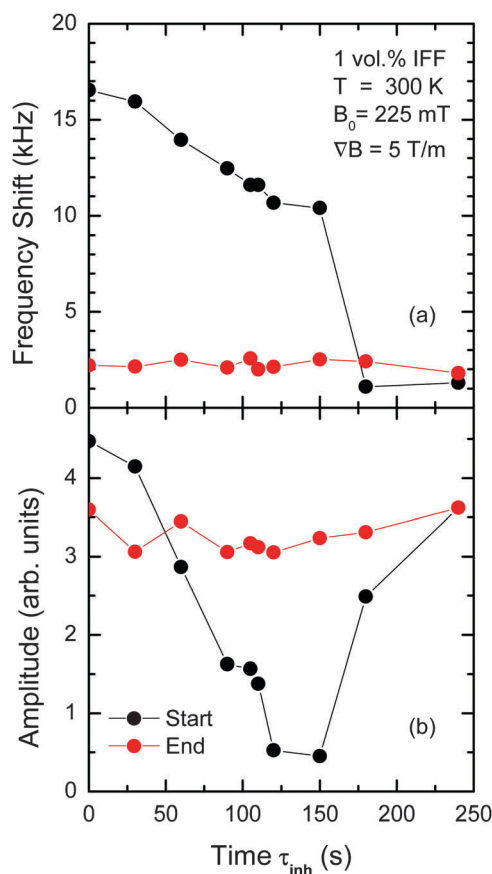 20
15
10
5
0
Frequency Shift (kHz)
1 vol.% IFF
T = 300 K
B₀ = 225 mT
∇B = 5 T/m
(a)
4
3
2
1
0
Amplitude (arb. units)
Start
End
(b)
0 50 100 150 200 250
Time τ_inh (s)